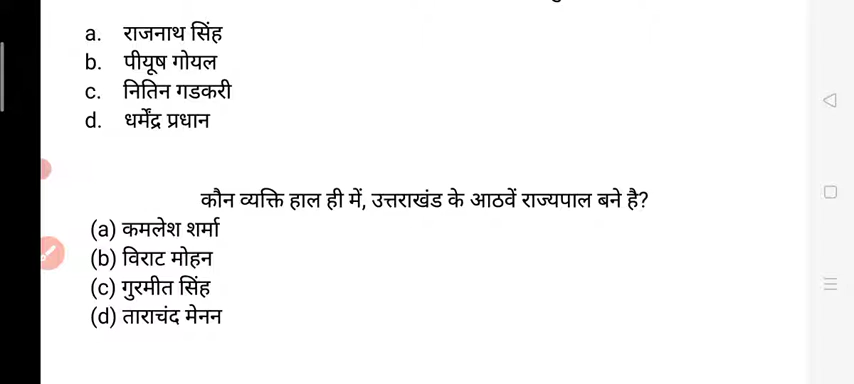 a. राजनाथ सिंह
b. पीयूष गोयल
c. नितिन गडकरी
d. धर्मेंद्र प्रधान
कौन व्यक्ति हाल ही में, उत्तराखंड के आठवें राज्यपाल बने है?
(a) कमलेश शर्मा
(b) विराट मोहन
(c) गुरमीत सिंह
(d) ताराचंद मेनन